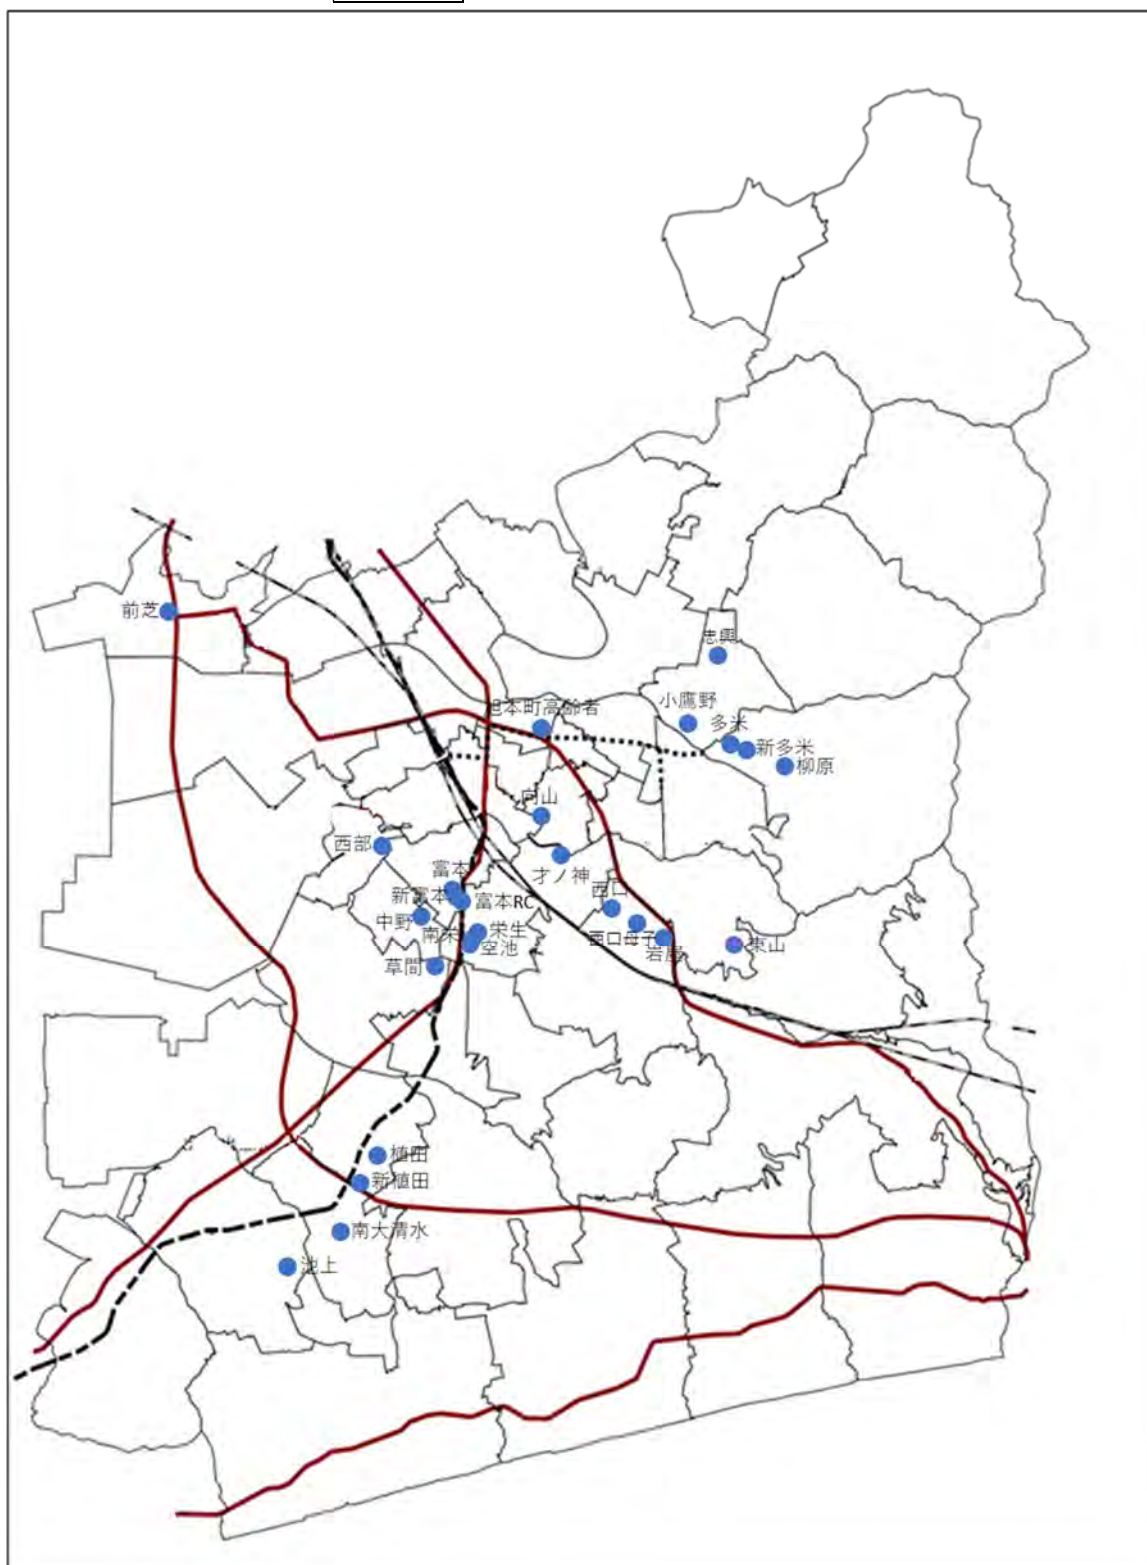 前芝
忠興
小鷹野
旭本町高齢者
多米
新多米
柳原
向山
西部
才ノ神
富本
西口
新富本
富本RC
中野
南栄
栄生
西口母子
空池
岩屋
東山
草間
植田
新植田
南大清水
池上